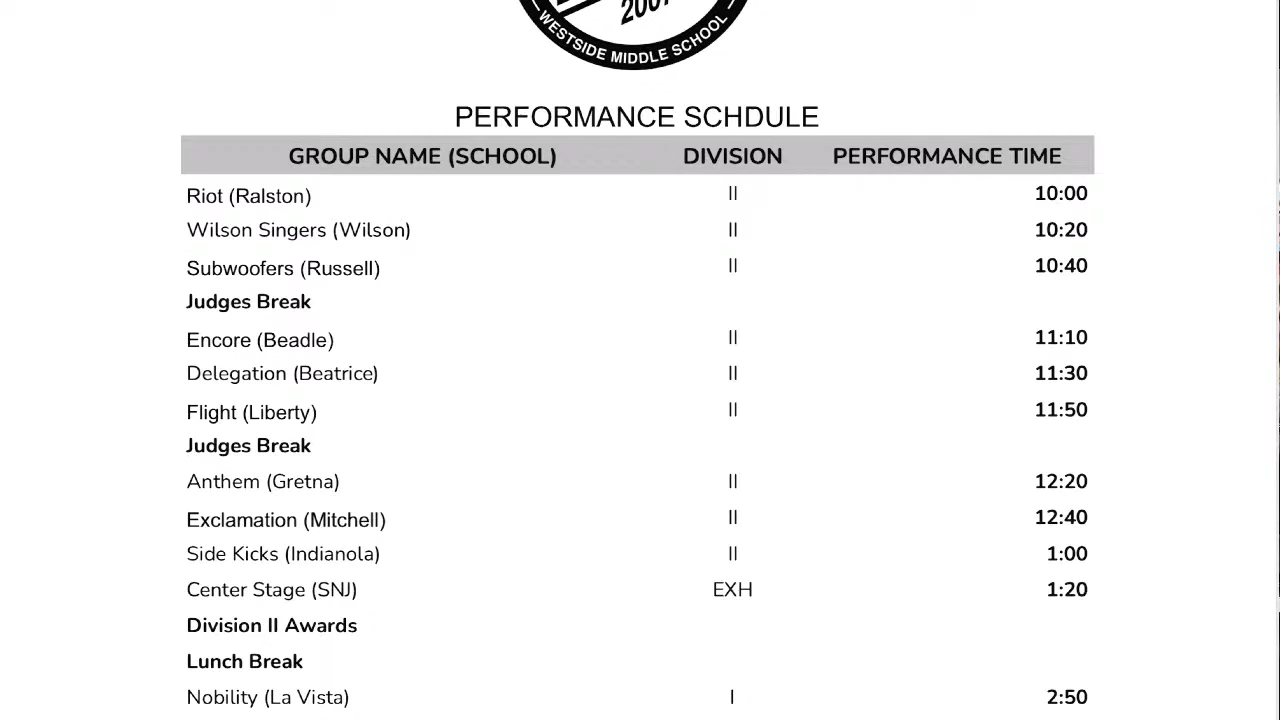 2007
WESTSIDE MIDDLE SCHOOL
PERFORMANCE SCHDULE
GROUP NAME (SCHOOL) DIVISION PERFORMANCE TIME
Riot (Ralston) II 10:00
Wilson Singers (Wilson) II 10:20
Subwoofers (Russell) II 10:40
Judges Break
Encore (Beadle) II 11:10
Delegation (Beatrice) II 11:30
Flight (Liberty) II 11:50
Judges Break
Anthem (Gretna) II 12:20
Exclamation (Mitchell) II 12:40
Side Kicks (Indianola) II 1:00
Center Stage (SNJ) EXH 1:20
Division II Awards
Lunch Break
Nobility (La Vista) I 2:50